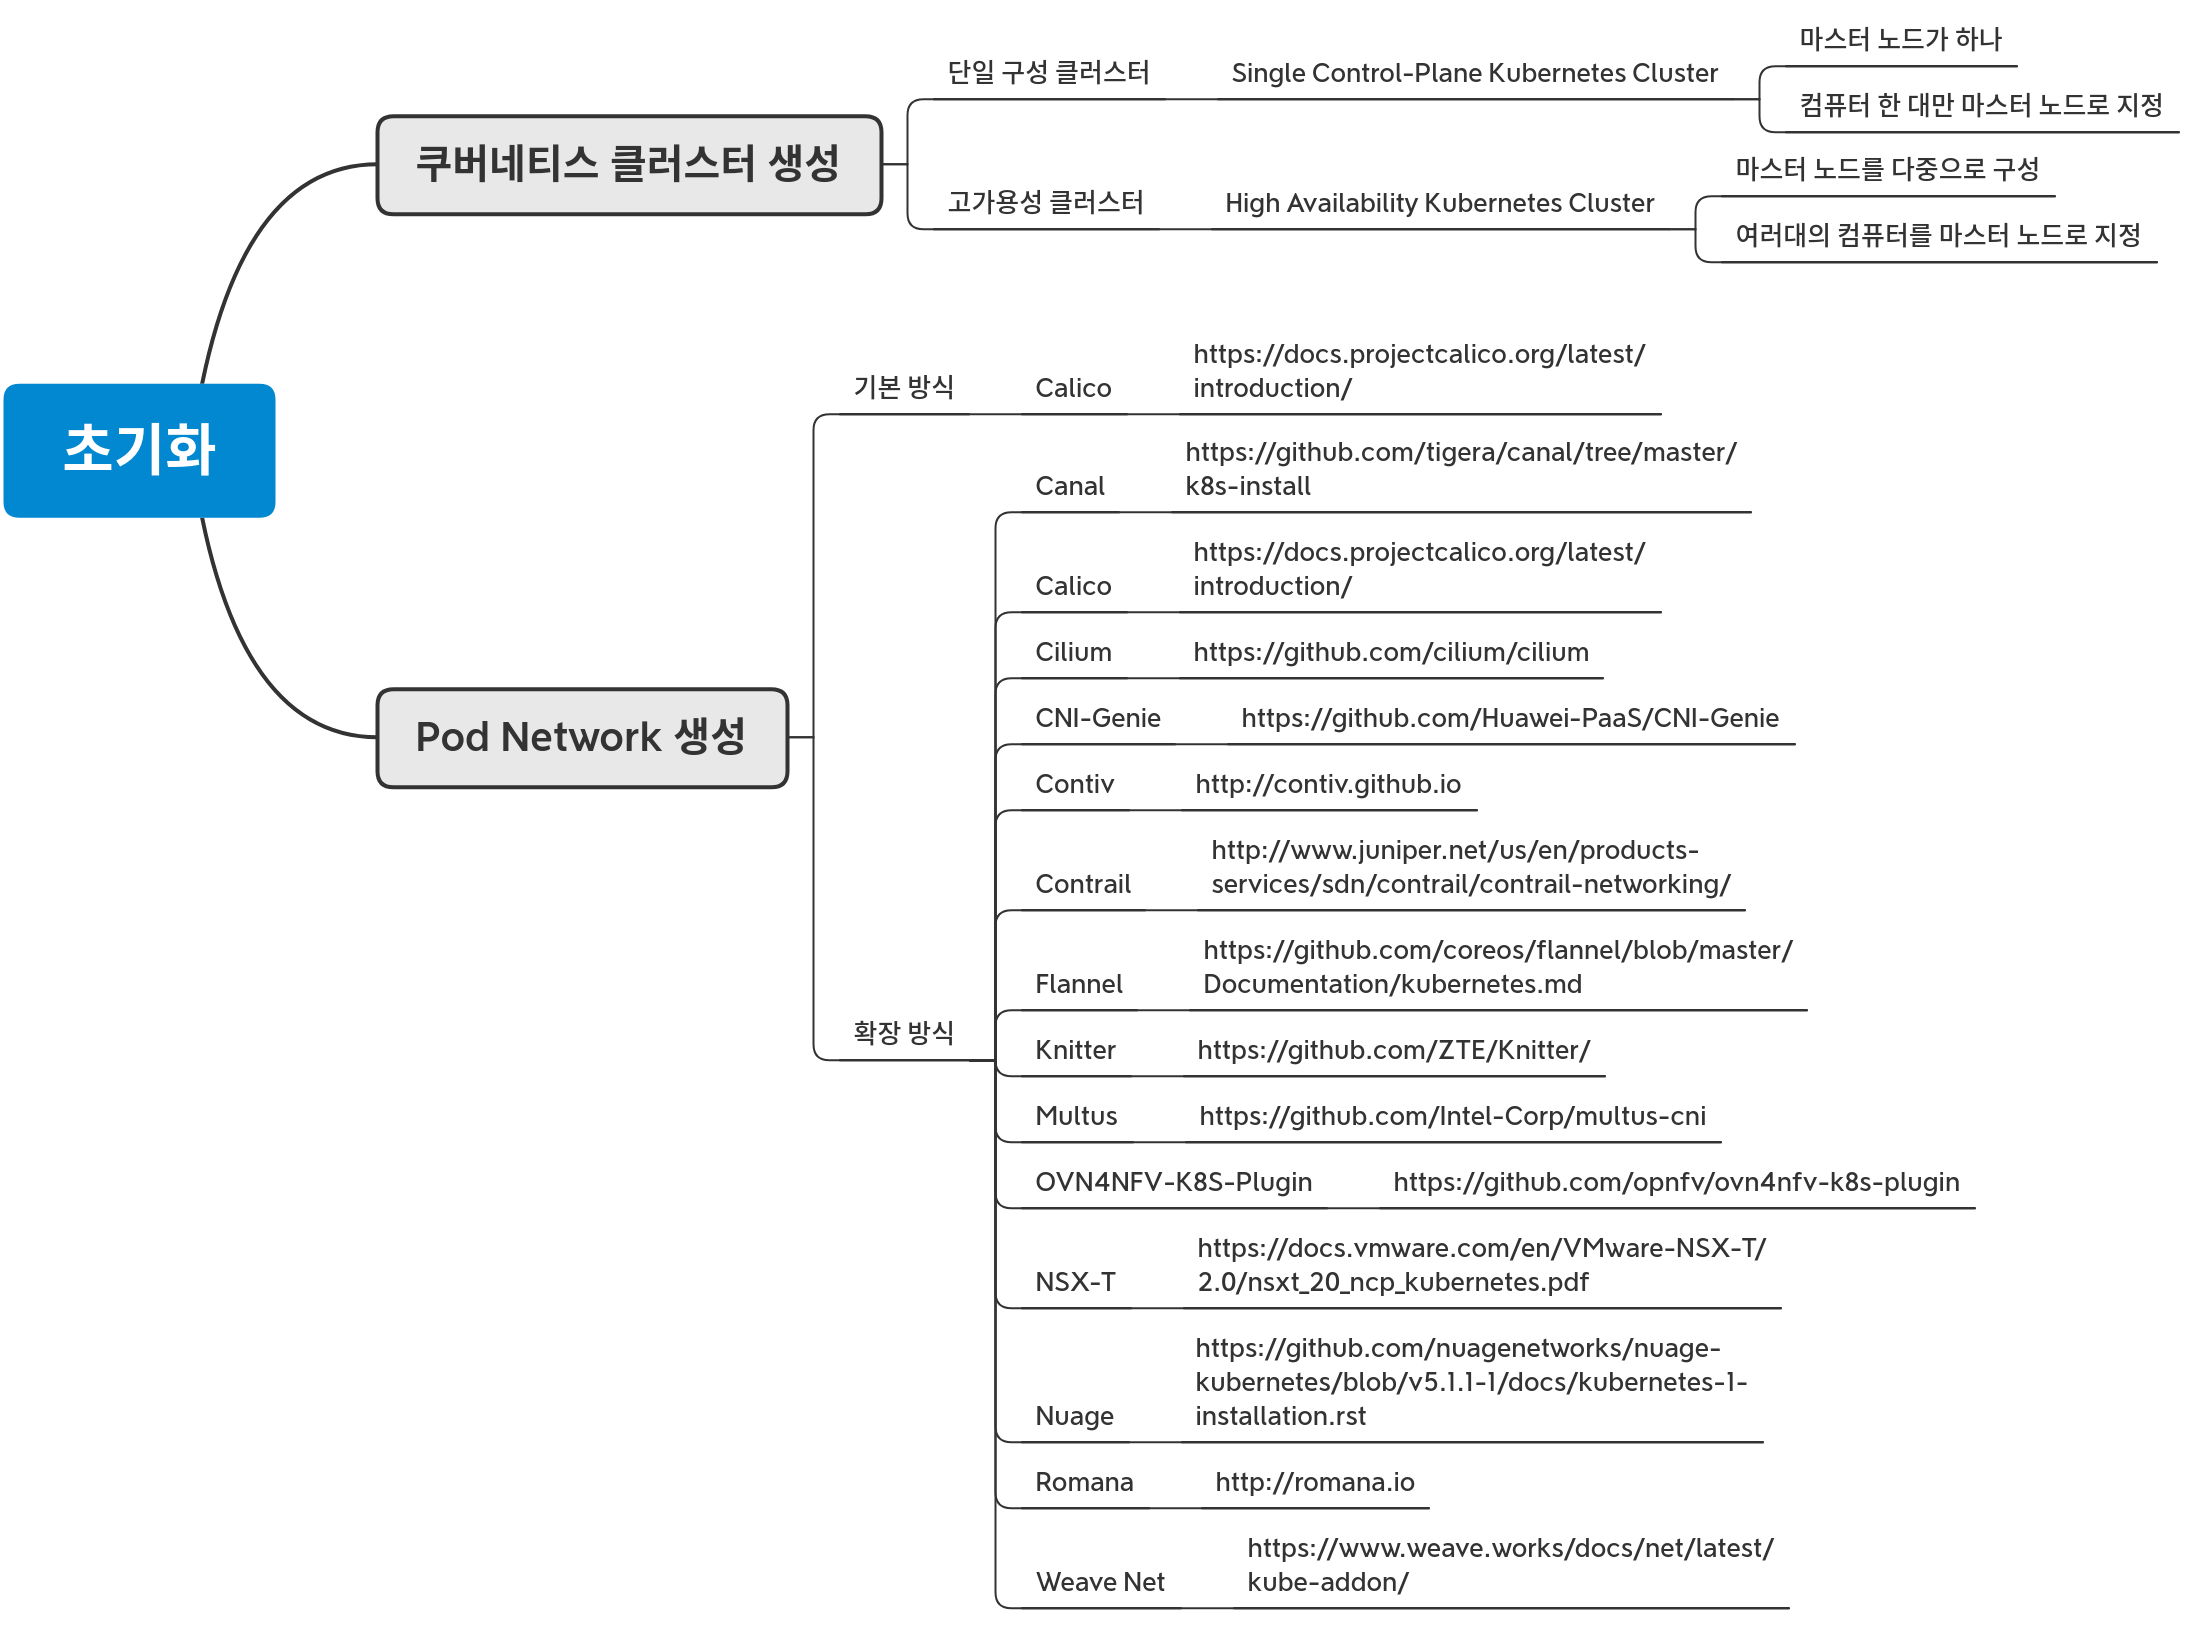 초기화
쿠버네티스 클러스터 생성
단일 구성 클러스터
Single Control-Plane Kubernetes Cluster
마스터 노드가 하나
컴퓨터 한 대만 마스터 노드로 지정
고가용성 클러스터
High Availability Kubernetes Cluster
마스터 노드를 다중으로 구성
여러대의 컴퓨터를 마스터 노드로 지정
Pod Network 생성
기본 방식
Calico
https://docs.projectcalico.org/latest/
introduction/
확장 방식
Canal
https://github.com/tigera/canal/tree/master/
k8s-install
Calico
https://docs.projectcalico.org/latest/
introduction/
Cilium
https://github.com/cilium/cilium
CNI-Genie
https://github.com/Huawei-PaaS/CNI-Genie
Contiv
http://contiv.github.io
Contrail
http://www.juniper.net/us/en/products-
services/sdn/contrail/contrail-networking/
Flannel
https://github.com/coreos/flannel/blob/master/
Documentation/kubernetes.md
Knitter
https://github.com/ZTE/Knitter/
Multus
https://github.com/Intel-Corp/multus-cni
OVN4NFV-K8S-Plugin
https://github.com/opnfv/ovn4nfv-k8s-plugin
NSX-T
https://docs.vmware.com/en/VMware-NSX-T/
2.0/nsxt_20_ncp_kubernetes.pdf
Nuage
https://github.com/nuagenetworks/nuage-
kubernetes/blob/v5.1.1-1/docs/kubernetes-1-
installation.rst
Romana
http://romana.io
Weave Net
https://www.weave.works/docs/net/latest/
kube-addon/